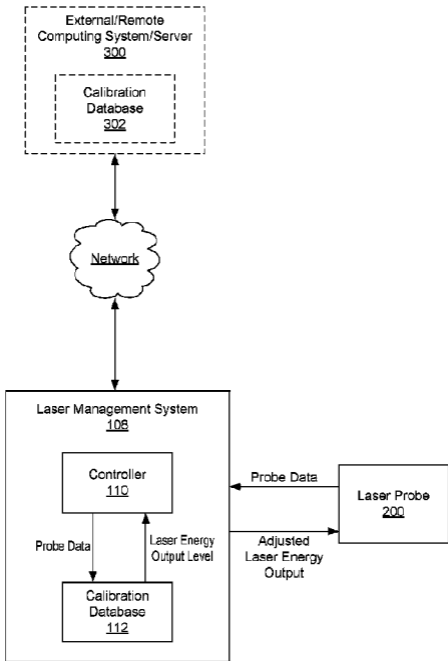 External/Remote
Computing System/Server
300
Calibration
Database
302
Network
Laser Management System
108
Controller
110
Probe Data
Laser Energy
Output Level
Calibration
Database
112
Probe Data
Adjusted
Laser Energy
Output
Laser Probe
200